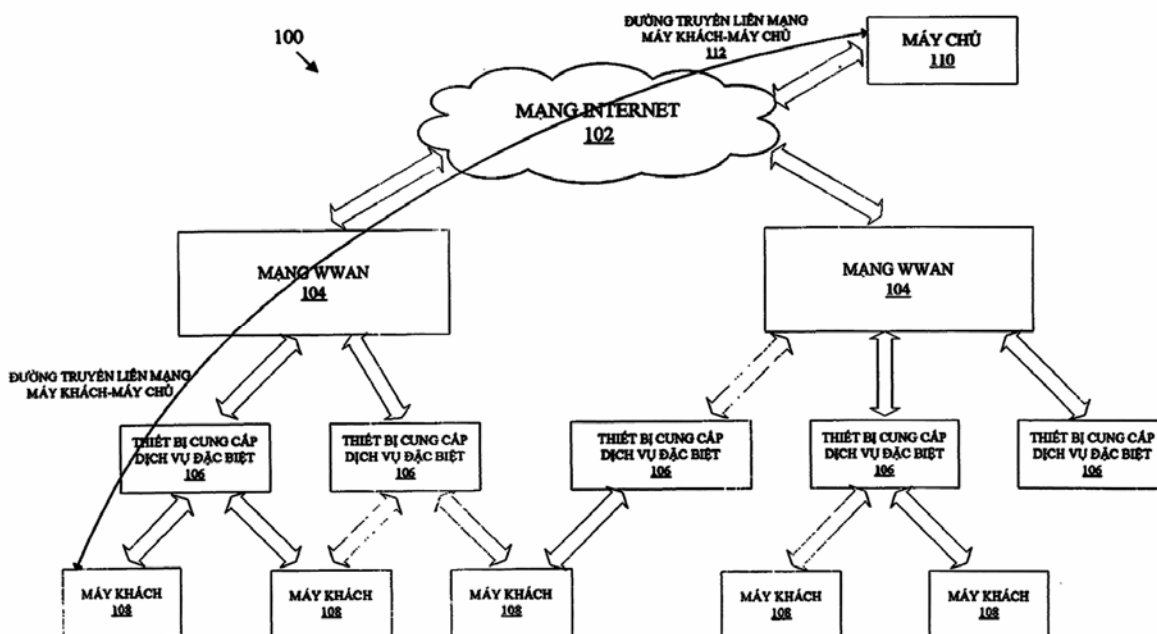 100
ĐƯỜNG TRUYỀN LIÊN MẠNG
MÁY KHÁCH-MÁY CHỦ
112
MÁY CHỦ
110
MẠNG INTERNET
102
MẠNG WWAN
104
MẠNG WWAN
104
ĐƯỜNG TRUYỀN LIÊN MẠNG
MÁY KHÁCH-MÁY CHỦ
THIẾT BỊ CUNG CẤP
DỊCH VỤ ĐẶC BIỆT
106
THIẾT BỊ CUNG CẤP
DỊCH VỤ ĐẶC BIỆT
106
THIẾT BỊ CUNG CẤP
DỊCH VỤ ĐẶC BIỆT
106
THIẾT BỊ CUNG CẤP
DỊCH VỤ ĐẶC BIỆT
106
THIẾT BỊ CUNG CẤP
DỊCH VỤ ĐẶC BIỆT
106
MÁY KHÁCH
108
MÁY KHÁCH
108
MÁY KHÁCH
108
MÁY KHÁCH
108
MÁY KHÁCH
108